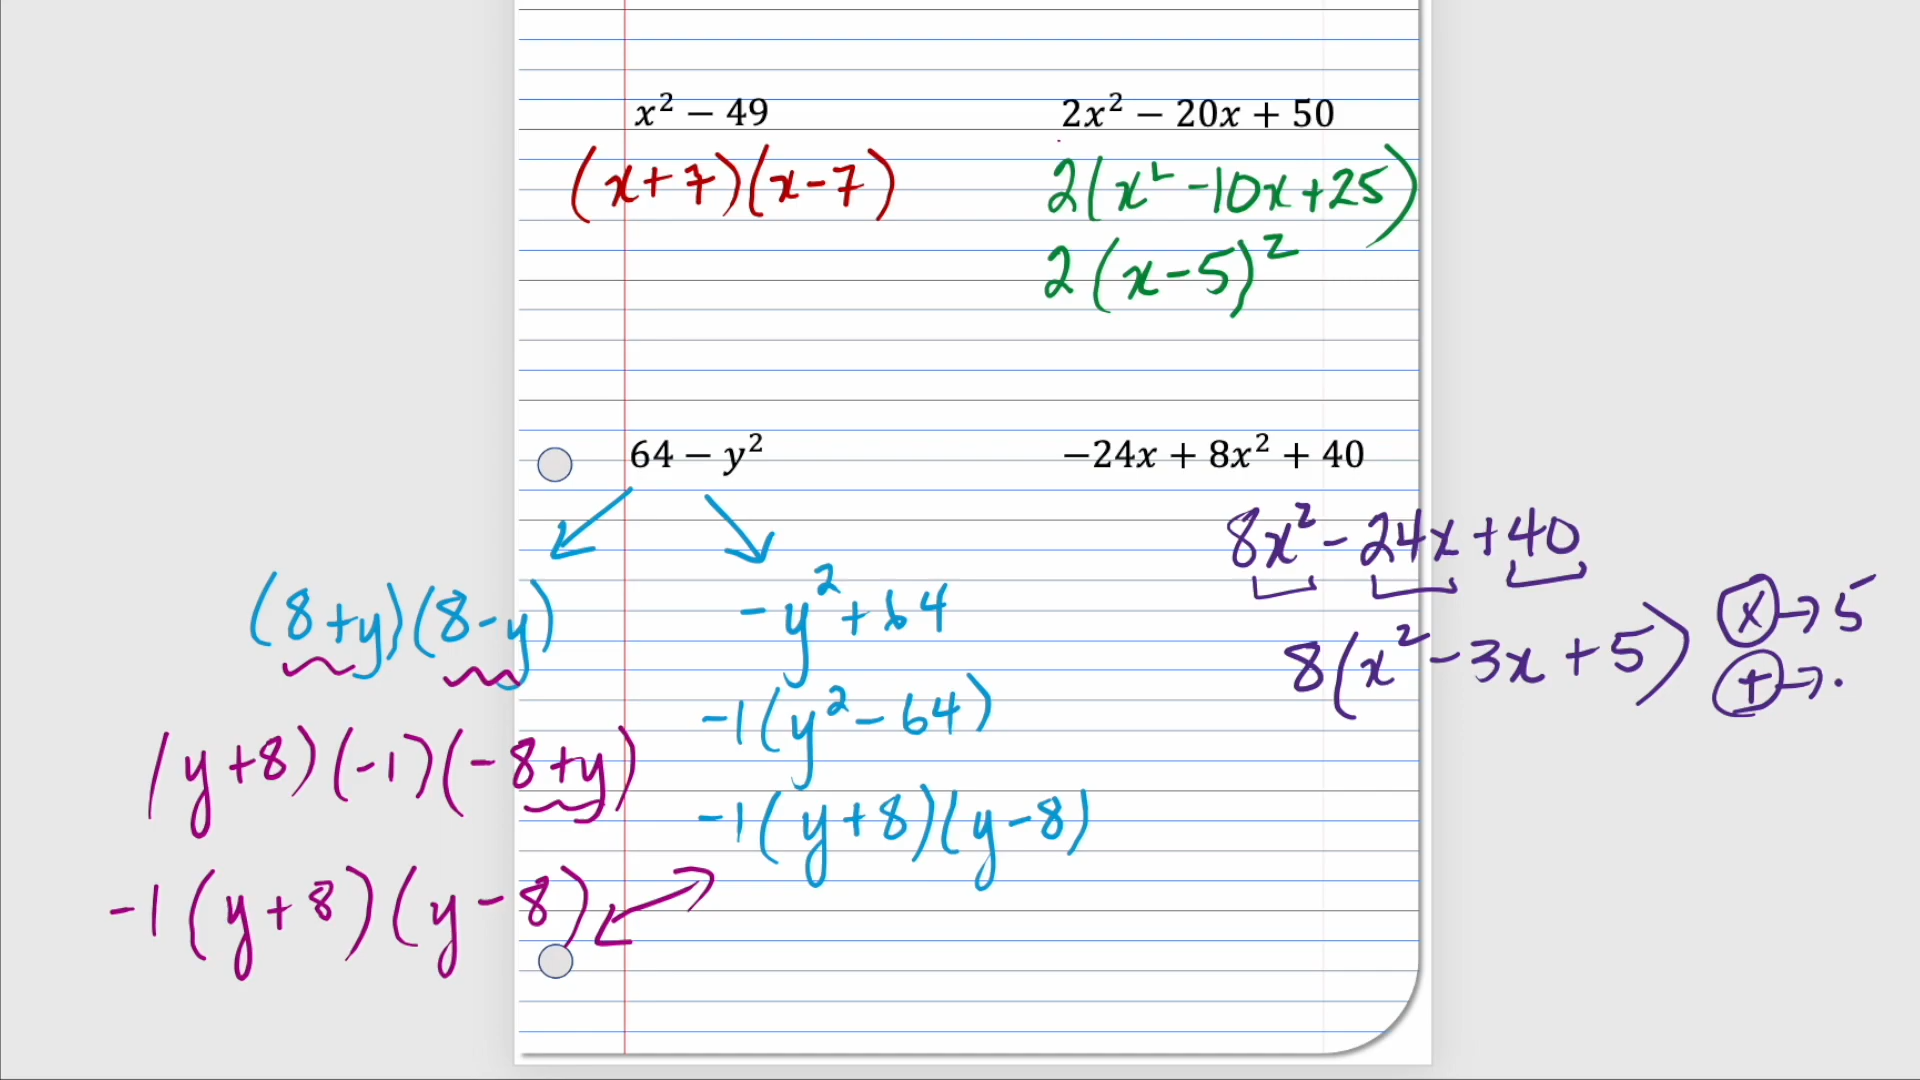 x² − 49
(x+7)(x-7)
2x² − 20x + 50
2(x² -10x+25)
2(x-5)²
64 − y²
(8+y)(8-y)
(y+8)(-1)(-8+y)
-1(y+8)(y-8)
-y²+64
-1(y²-64)
-1(y+8)(y-8)
−24x + 8x² + 40
8x²-24x+40
8(x²-3x+5)
x→5
+→·